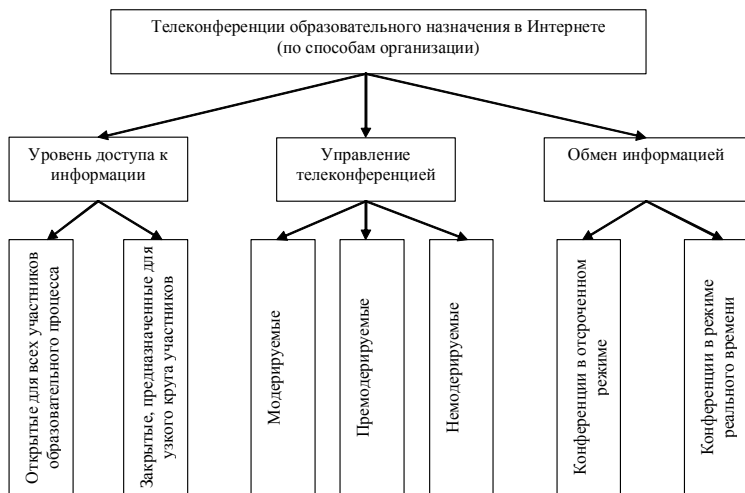 Телеконференции образовательного назначения в Интернете
(по способам организации)
Уровень доступа к
информации
Управление
телеконференцией
Обмен информацией
Открытые для всех участников
образовательного процесса
Закрытые, предназначенные для
узкого круга участников
Модерируемые
Премодерируемые
Немодерируемые
Конференции в отсроченном
режиме
Конференции в режиме
реального времени